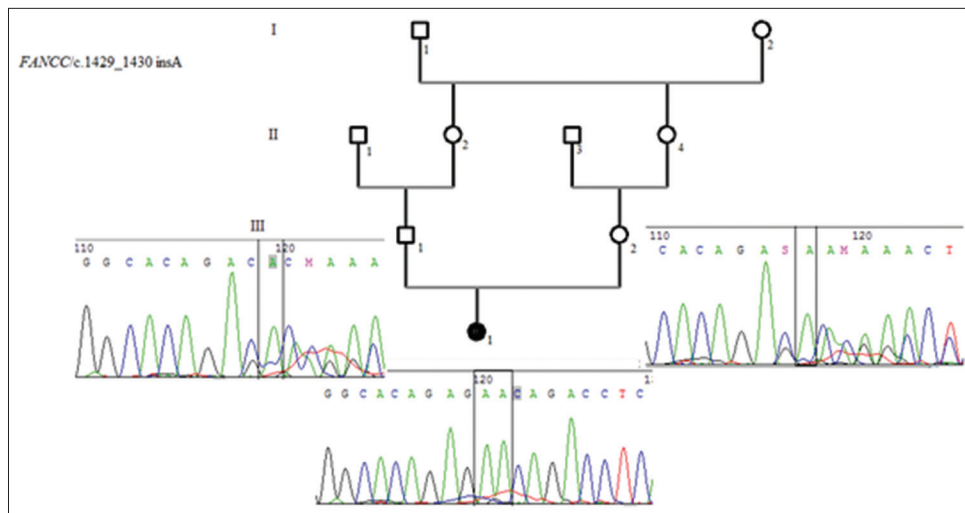 I
1
2
FANCC/c.1429_1430 insA
II
1
2
3
4
III
1
2
110 120
G G C A C A G A C A C M A A A
110 120
C A C A G A S A A M A A A C T
1
120 1
G G C A C A G A G A A C A G A C C T C